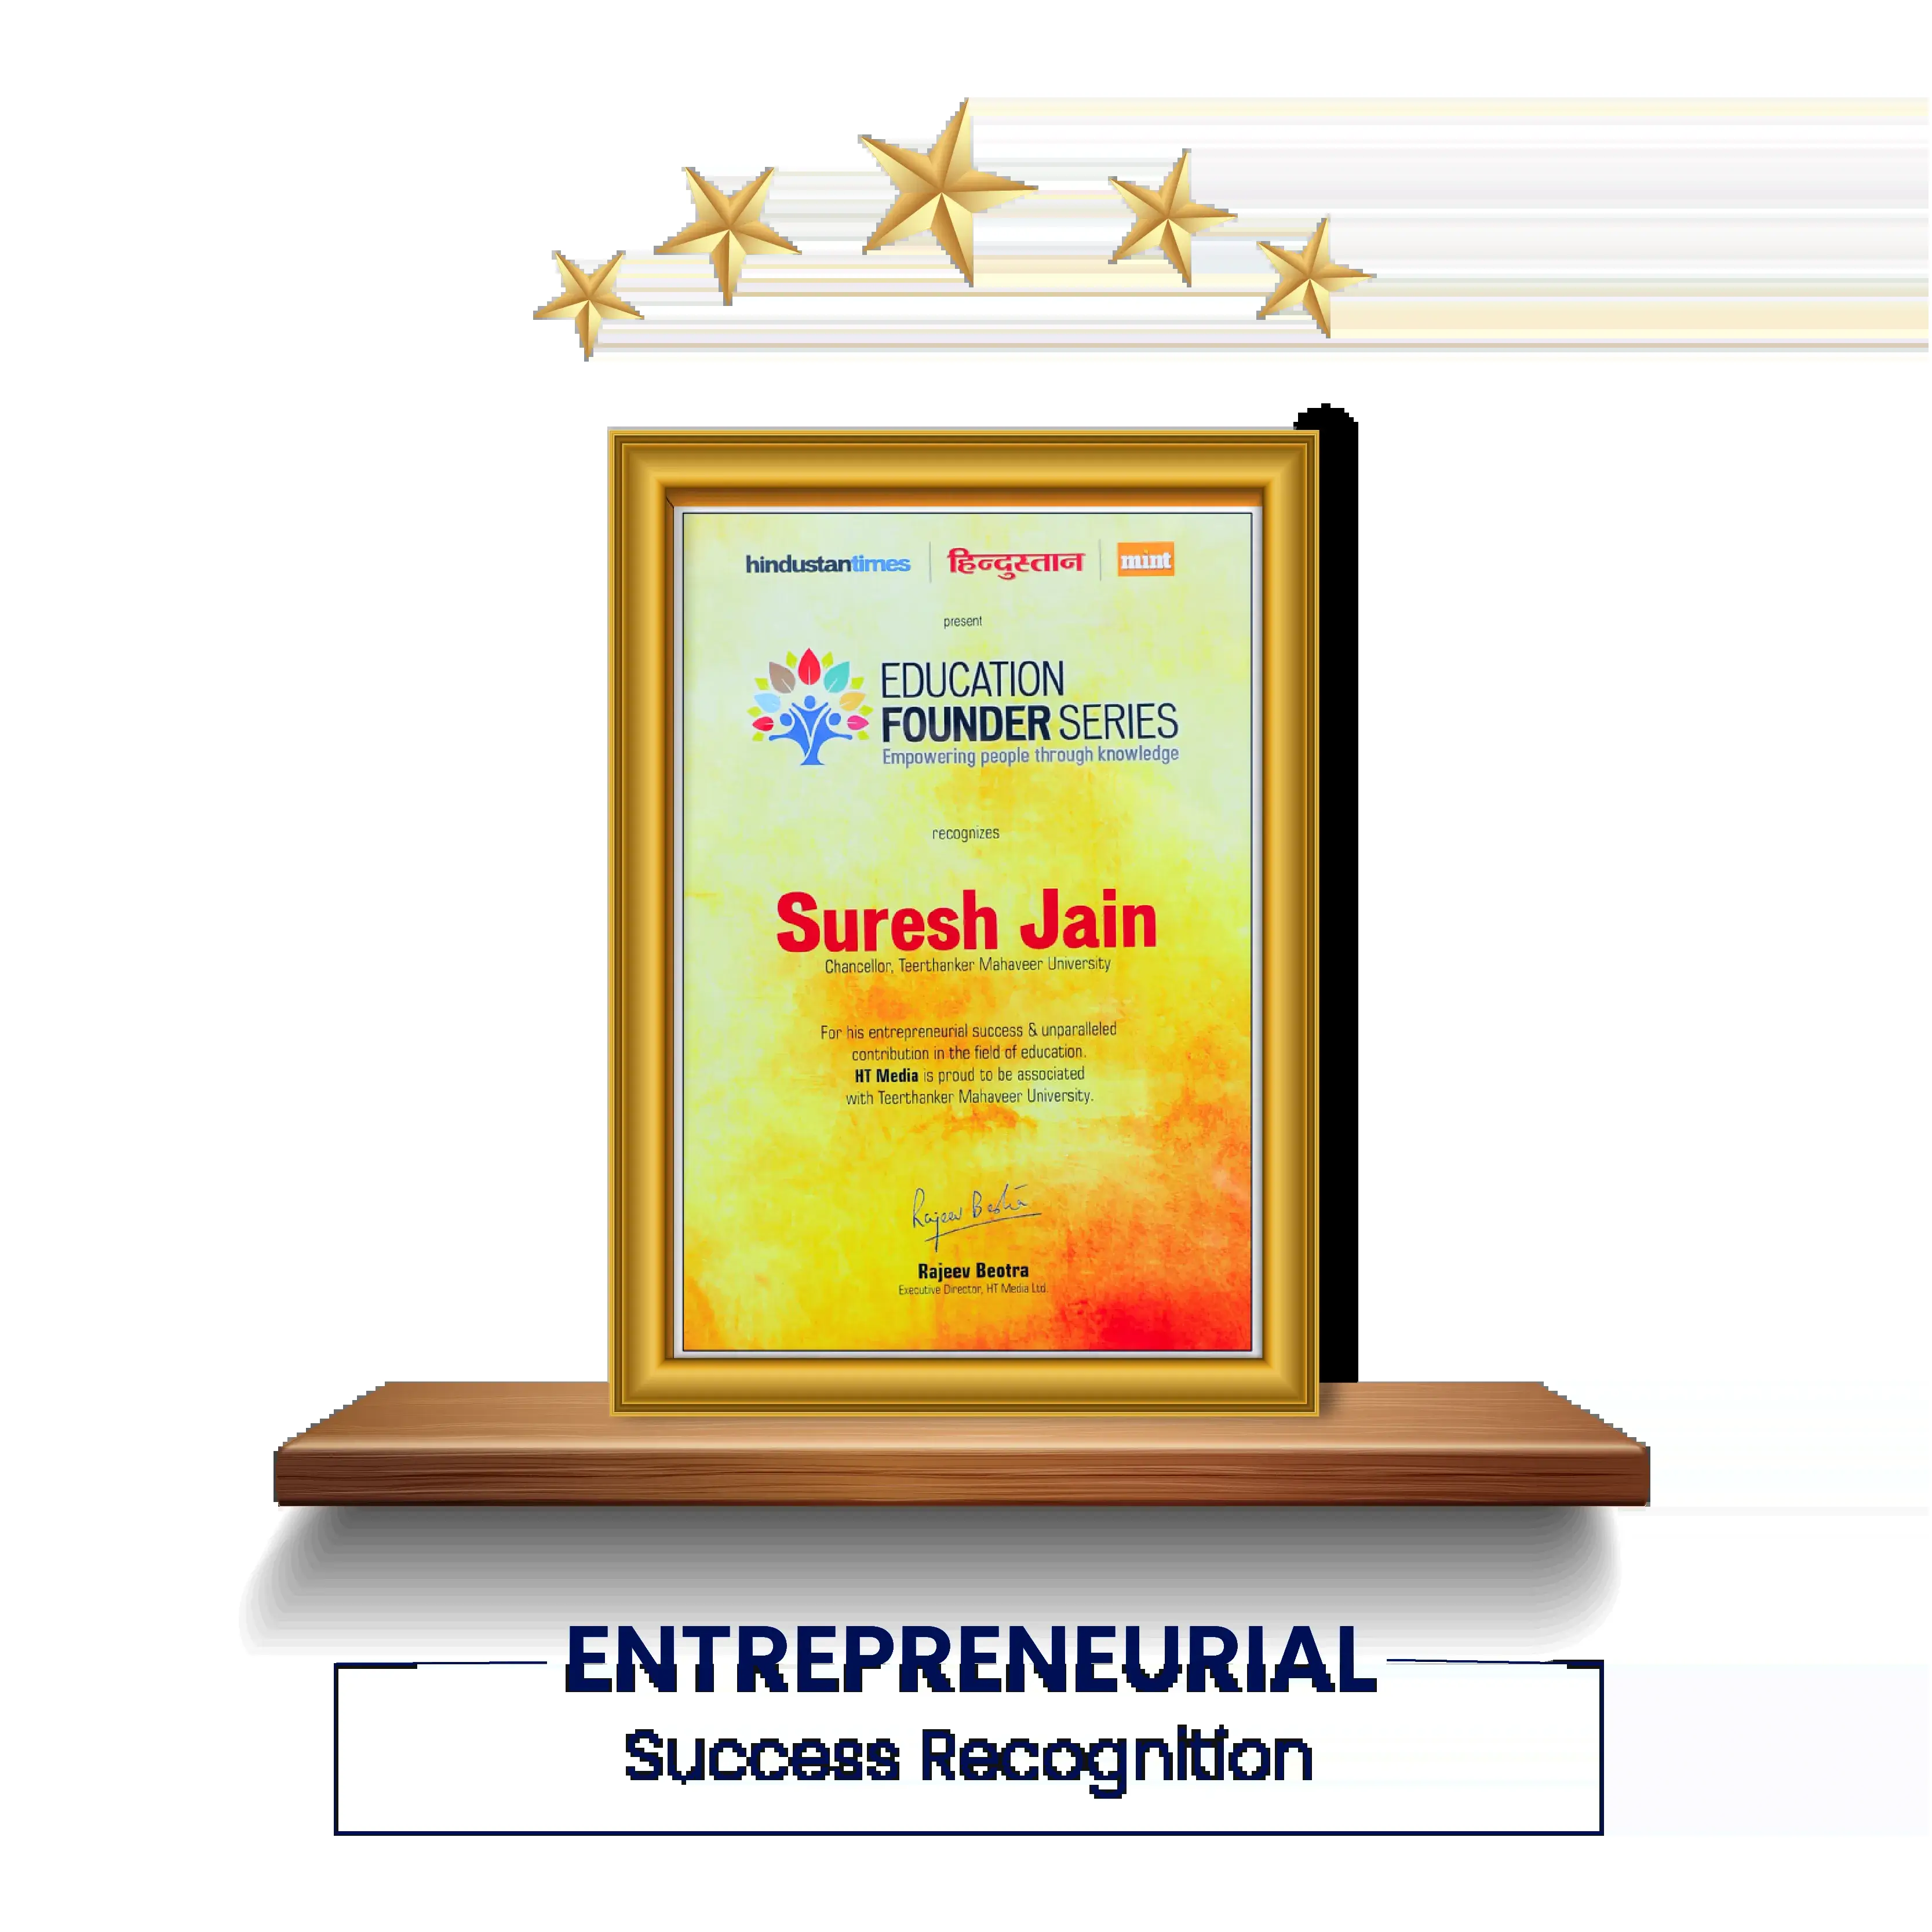 hindustantimes हिन्दुस्तान mint
present
EDUCATION
FOUNDER SERIES
Empowering people through knowledge
recognizes
Suresh Jain
Chancellor, Teerthanker Mahaveer University
For his entrepreneurial success & unparalleled
contribution in the field of education.
HT Media is proud to be associated
with Teerthanker Mahaveer University.
Rajeev Beotra
Rajeev Beotra
Executive Director, HT Media Ltd.
ENTREPRENEURIAL
Success Recognition